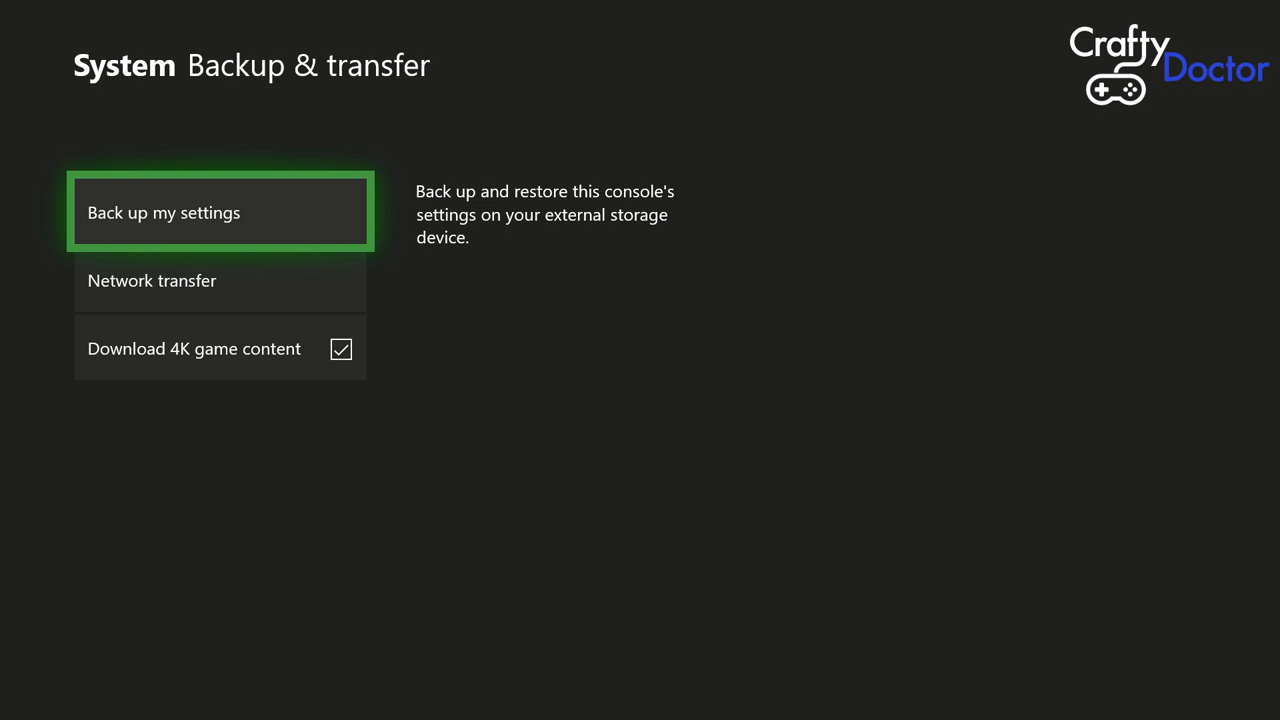 System Backup & transfer
Crafty
Doctor
Back up my settings
Back up and restore this console's
settings on your external storage
device.
Network transfer
Download 4K game content